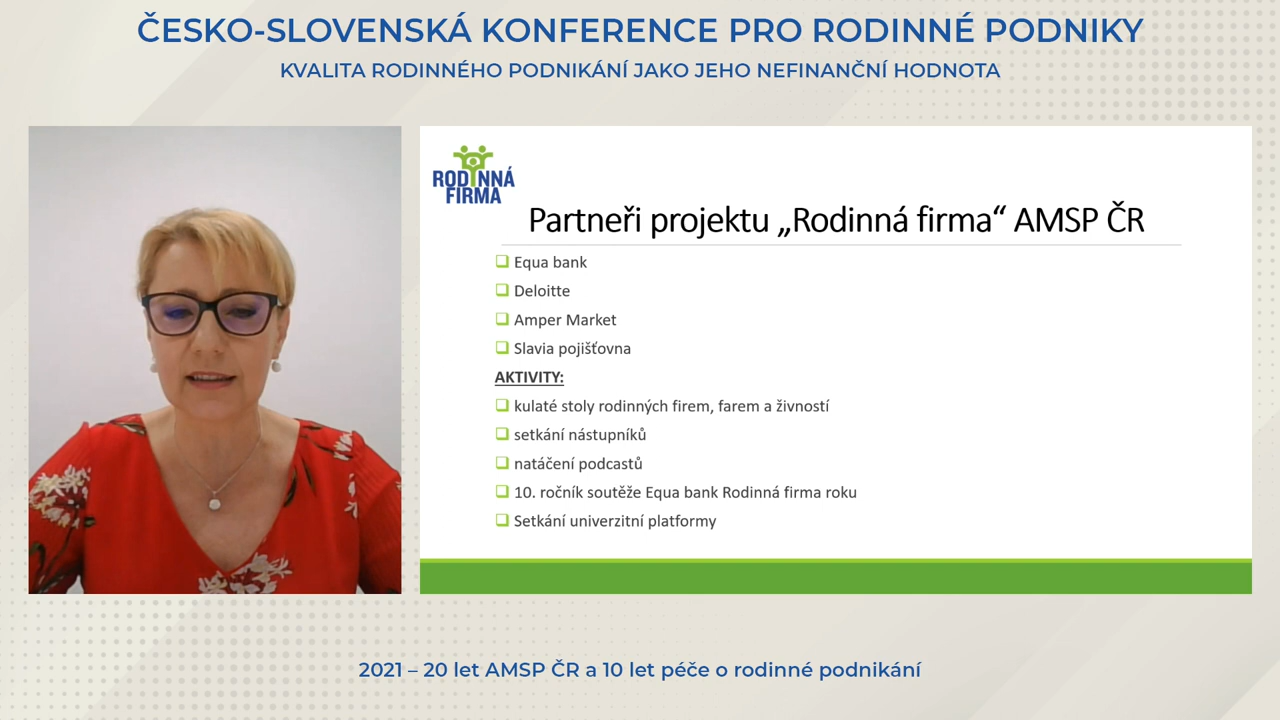 ČESKO-SLOVENSKÁ KONFERENCE PRO RODINNÉ PODNIKY
KVALITA RODINNÉHO PODNIKÁNÍ JAKO JEHO NEFINANČNÍ HODNOTA
RODINNÁ
FIRMA
Partneři projektu „Rodinná firma“ AMSP ČR
Equa bank
Deloitte
Amper Market
Slavia pojišťovna
AKTIVITY:
kulaté stoly rodinných firem, farem a živností
setkání nástupníků
natáčení podcastů
10. ročník soutěže Equa bank Rodinná firma roku
Setkání univerzitní platformy
2021 – 20 let AMSP ČR a 10 let péče o rodinné podnikání